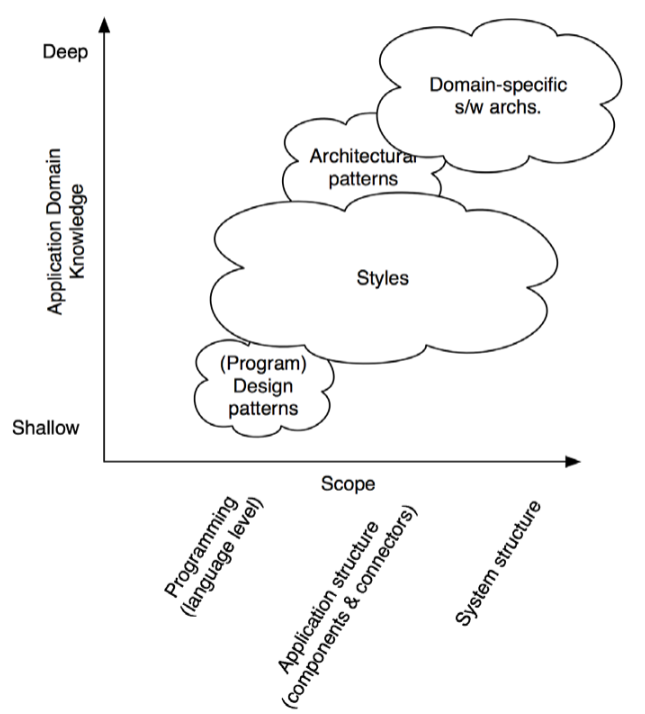 Deep
Domain-specific
s/w archs.
Architectural
patterns
Application Domain
Knowledge
Styles
(Program)
Design
patterns
Shallow
Scope
Programming
(language level)
Application structure
(components & connectors)
System structure